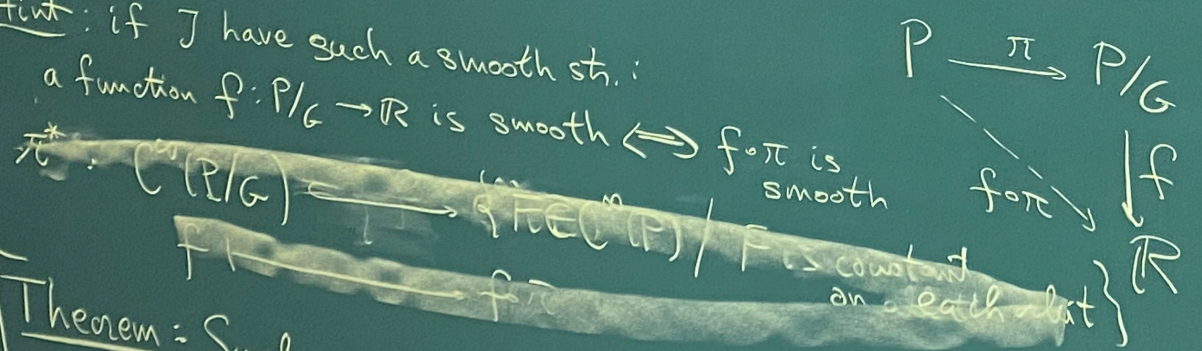 Hint: if I have such a smooth str.:
a function f: P/G → ℝ is smooth ⟺ f∘π is
smooth
π* : C^∞(P/G) ⟶ {F ∈ C^∞(P) / F is constant
on each orbit}
f ⟼ f∘π
Theorem:
P →^π P/G
f∘π ↓ f
ℝ